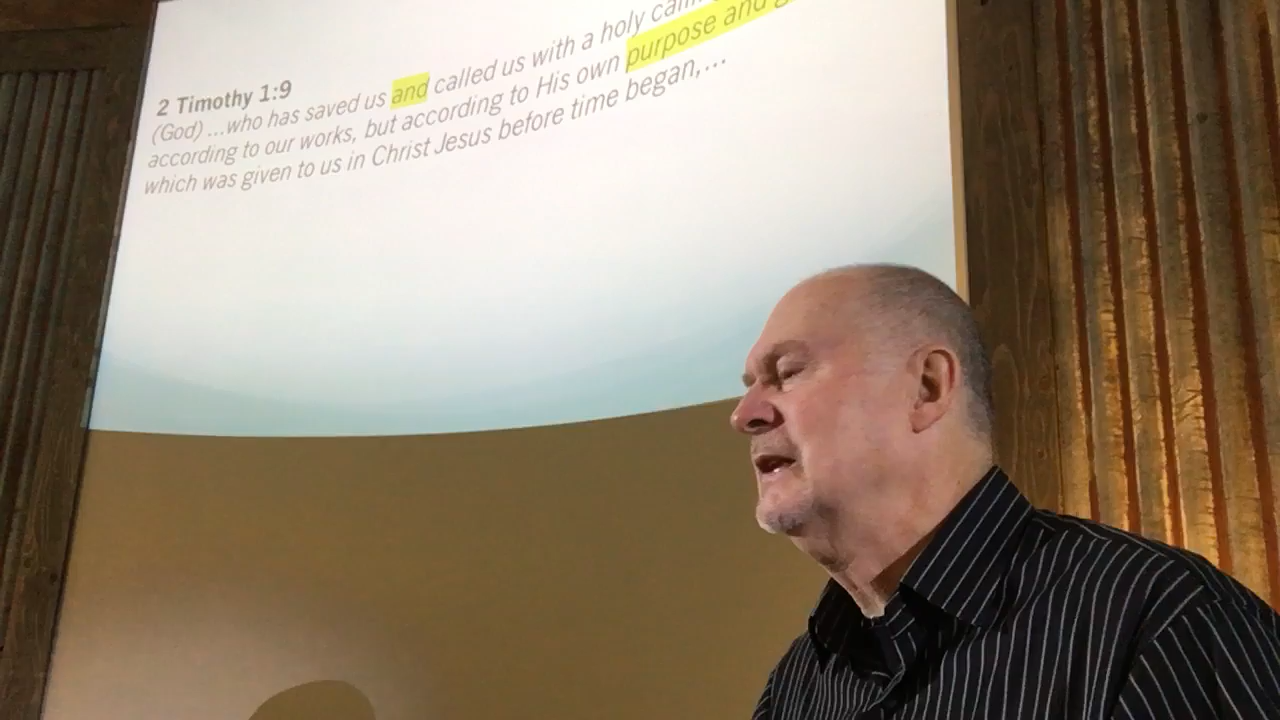 2 Timothy 1:9
(God) ...who has saved us and called us with a holy
according to our works, but according to His own purpose and
which was given to us in Christ Jesus before time began,...